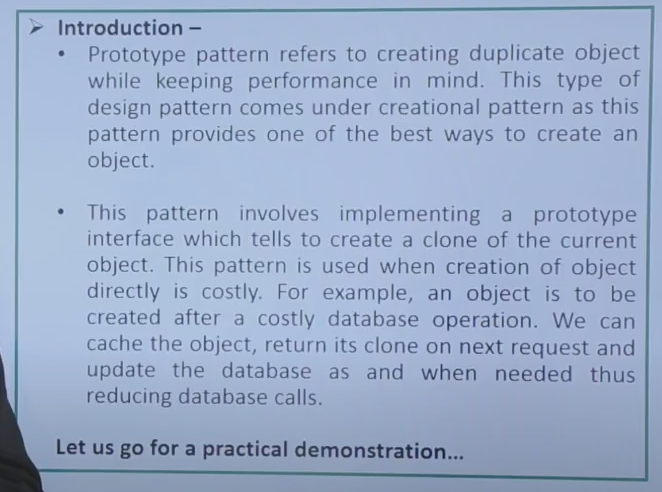 ➤ Introduction –
• Prototype pattern refers to creating duplicate object
while keeping performance in mind. This type of
design pattern comes under creational pattern as this
pattern provides one of the best ways to create an
object.
• This pattern involves implementing a prototype
interface which tells to create a clone of the current
object. This pattern is used when creation of object
directly is costly. For example, an object is to be
created after a costly database operation. We can
cache the object, return its clone on next request and
update the database as and when needed thus
reducing database calls.
Let us go for a practical demonstration...